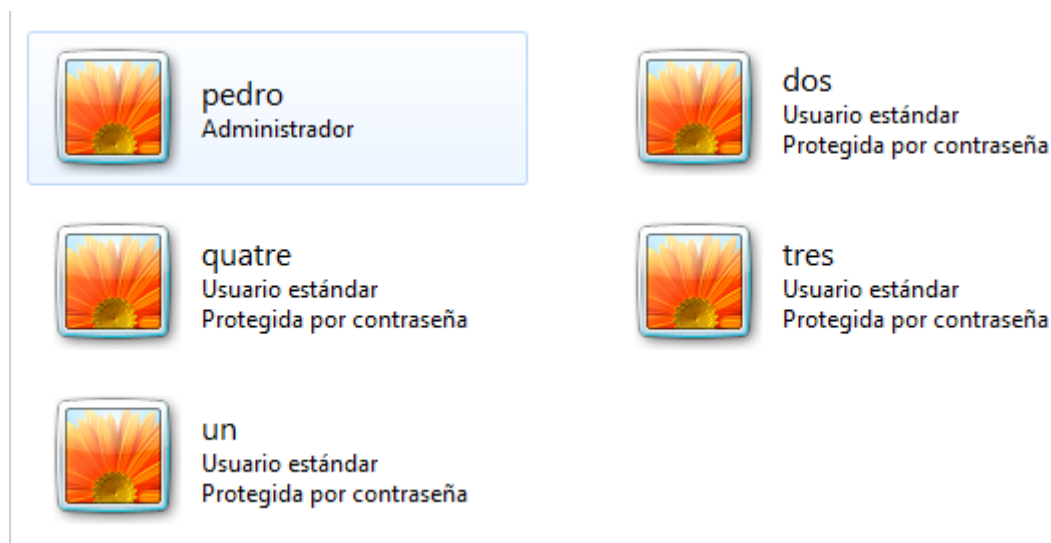 pedro
Administrador
dos
Usuario estándar
Protegida por contraseña
quatre
Usuario estándar
Protegida por contraseña
tres
Usuario estándar
Protegida por contraseña
un
Usuario estándar
Protegida por contraseña